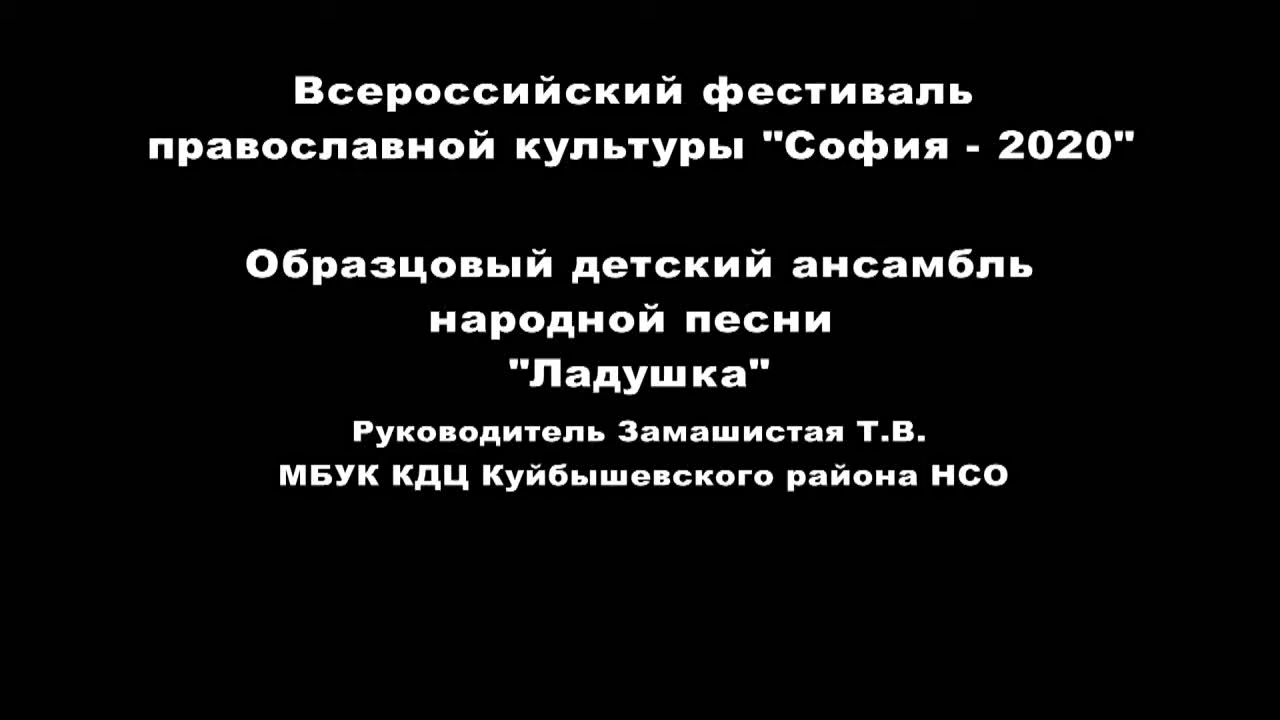 Всероссийский фестиваль
православной культуры "София - 2020"
Образцовый детский ансамбль
народной песни
"Ладушка"
Руководитель Замашистая Т.В.
МБУК КДЦ Куйбышевского района НСО